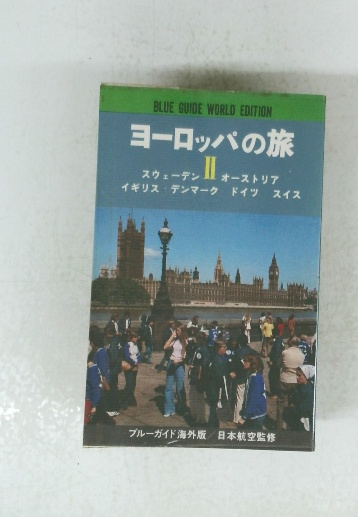 BLUE GUIDE WORLD EDITION
ヨーロッパの旅
II
スウェーデン オーストリア
イギリス デンマーク ドイツ スイス
ブルーガイド海外版 日本航空監修